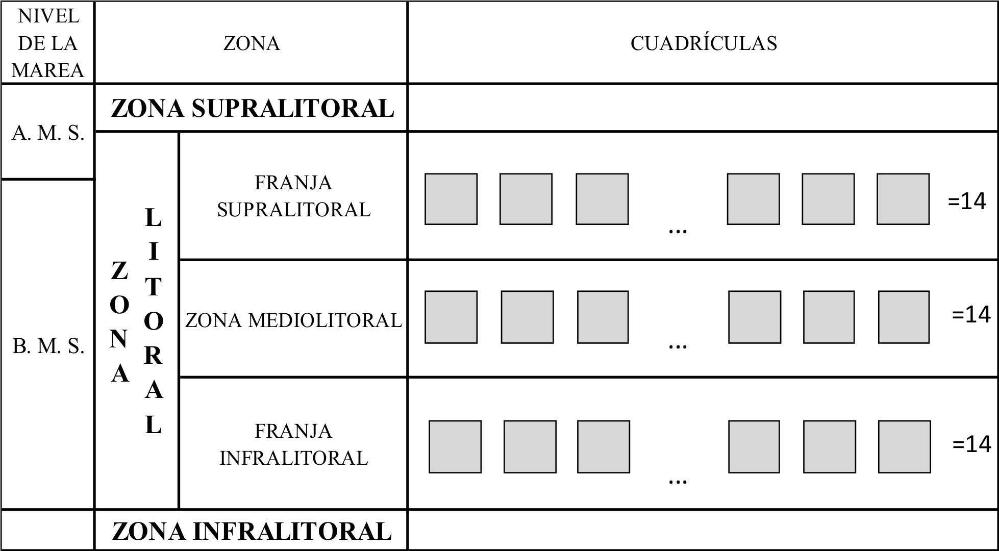 NIVEL
DE LA
MAREA
ZONA
CUADRÍCULAS
A. M. S.
ZONA SUPRALITORAL
B. M. S.
ZONA
LITORAL
FRANJA
SUPRALITORAL
...
=14
ZONA MEDIOLITORAL
...
=14
FRANJA
INFRALITORAL
...
=14
ZONA INFRALITORAL